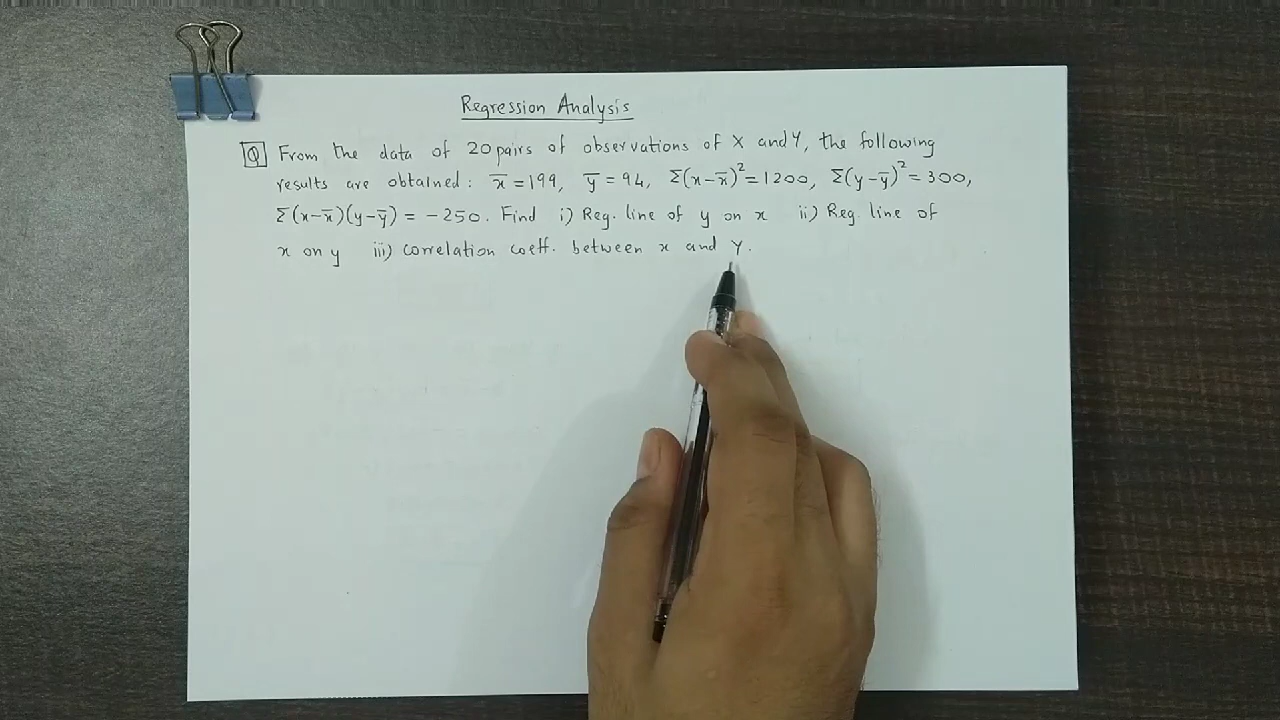 Regression Analysis
Q From the data of 20 pairs of observations of X and Y, the following
results are obtained: x̄ = 199, ȳ = 94, Σ(x-x̄)² = 1200, Σ(y-ȳ)² = 300,
Σ(x-x̄)(y-ȳ) = -250. Find i) Reg. line of y on x ii) Reg. line of
x on y iii) Correlation coeff. between x and Y.